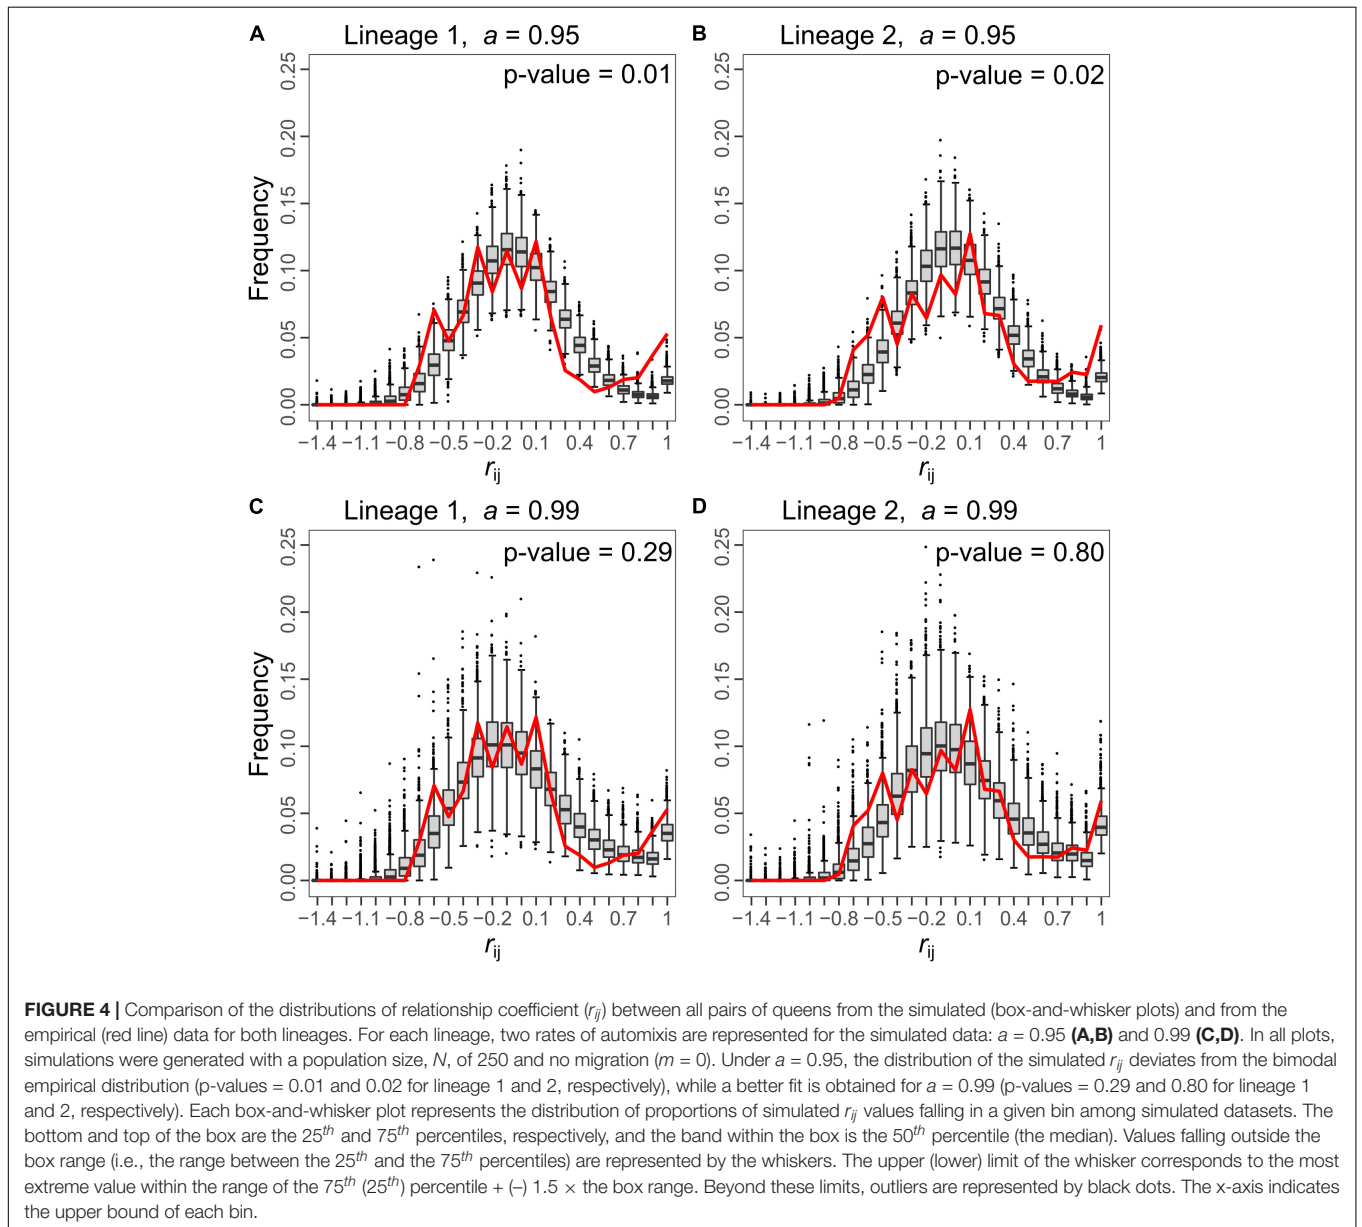 A Lineage 1, a = 0.95 B Lineage 2, a = 0.95
p-value = 0.01 p-value = 0.02
0.25 0.25
0.20 0.20
0.15 0.15
Frequency
0.10 0.10
0.05 0.05
0.00 0.00
−1.4 −1.1 −0.8 −0.5 −0.2 0.1 0.4 0.7 1 −1.4 −1.1 −0.8 −0.5 −0.2 0.1 0.4 0.7 1
rij rij
C Lineage 1, a = 0.99 D Lineage 2, a = 0.99
p-value = 0.29 p-value = 0.80
0.25 0.25
0.20 0.20
0.15 0.15
Frequency
0.10 0.10
0.05 0.05
0.00 0.00
−1.4 −1.1 −0.8 −0.5 −0.2 0.1 0.4 0.7 1 −1.4 −1.1 −0.8 −0.5 −0.2 0.1 0.4 0.7 1
rij rij
FIGURE 4 | Comparison of the distributions of relationship coefficient (rij) between all pairs of queens from the simulated (box-and-whisker plots) and from the
empirical (red line) data for both lineages. For each lineage, two rates of automixis are represented for the simulated data: a = 0.95 (A,B) and 0.99 (C,D). In all plots,
simulations were generated with a population size, N, of 250 and no migration (m = 0). Under a = 0.95, the distribution of the simulated rij deviates from the bimodal
empirical distribution (p-values = 0.01 and 0.02 for lineage 1 and 2, respectively), while a better fit is obtained for a = 0.99 (p-values = 0.29 and 0.80 for lineage 1
and 2, respectively). Each box-and-whisker plot represents the distribution of proportions of simulated rij values falling in a given bin among simulated datasets. The
bottom and top of the box are the 25th and 75th percentiles, respectively, and the band within the box is the 50th percentile (the median). Values falling outside the
box range (i.e., the range between the 25th and the 75th percentiles) are represented by the whiskers. The upper (lower) limit of the whisker corresponds to the most
extreme value within the range of the 75th (25th) percentile + (–) 1.5 × the box range. Beyond these limits, outliers are represented by black dots. The x-axis indicates
the upper bound of each bin.